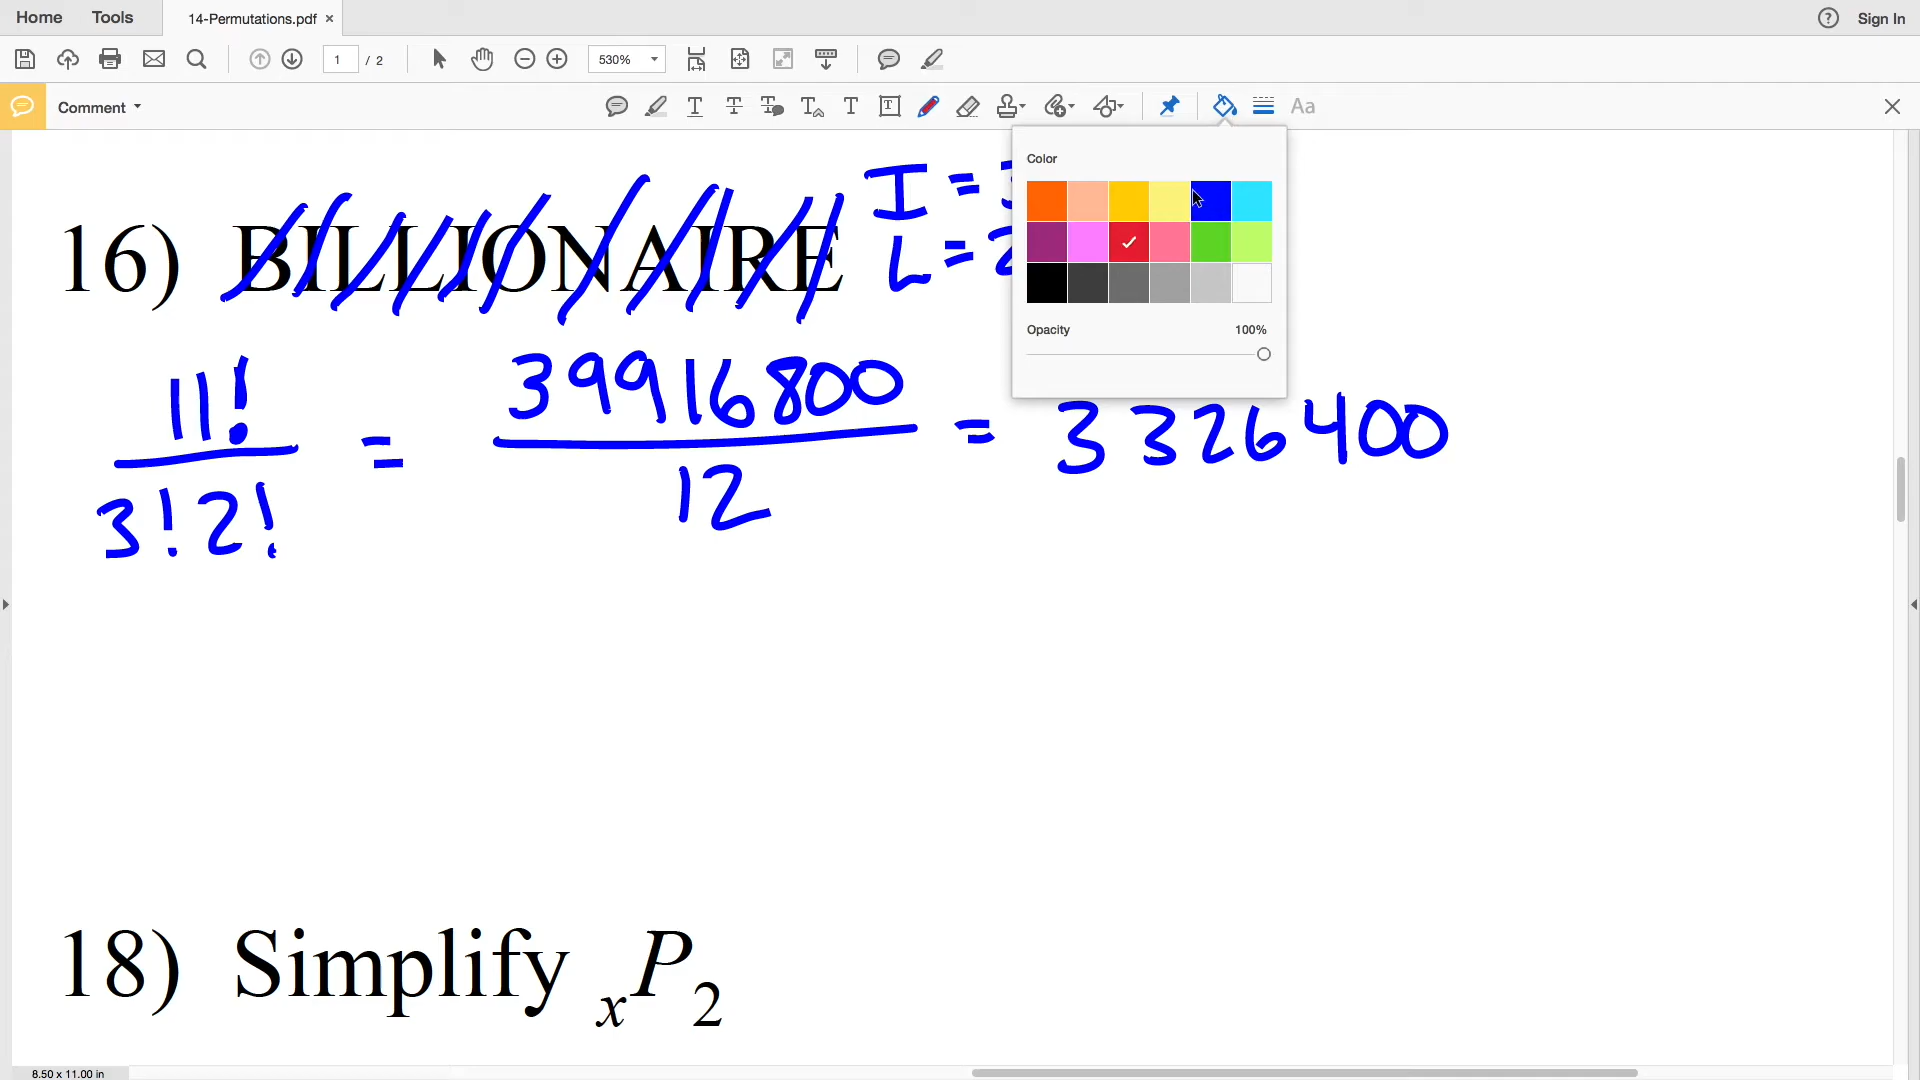 Home Tools 14-Permutations.pdf × ? Sign In
1 / 2 530%
Comment T T T T T T Aa
Color
16) BILLIONAIRE I = 3
L = 2
Opacity 100%
11! / 3!2! = 39916800 / 12 = 3326400
18) Simplify xP2
8.50 x 11.00 in